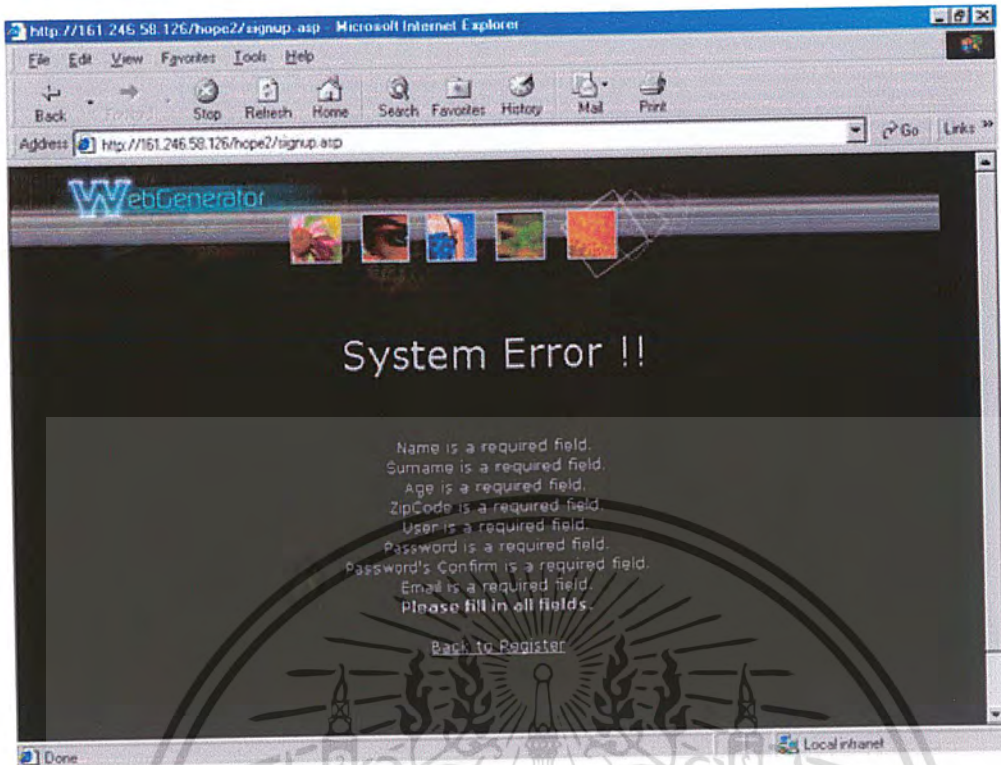 http://161.246.58.126/hope2/signup.asp - Microsoft Internet Explorer
File Edit View Favorites Tools Help
Back Stop Refresh Home Search Favorites History Mail Print
Address http://161.246.58.126/hope2/signup.asp Go Links »
WebGenerator
System Error !!
Name is a required field.
Surname is a required field.
Age is a required field.
ZipCode is a required field.
User is a required field.
Password is a required field.
Password's Confirm is a required field.
Email is a required field.
Please fill in all fields.
Back to Register
Done Local intranet